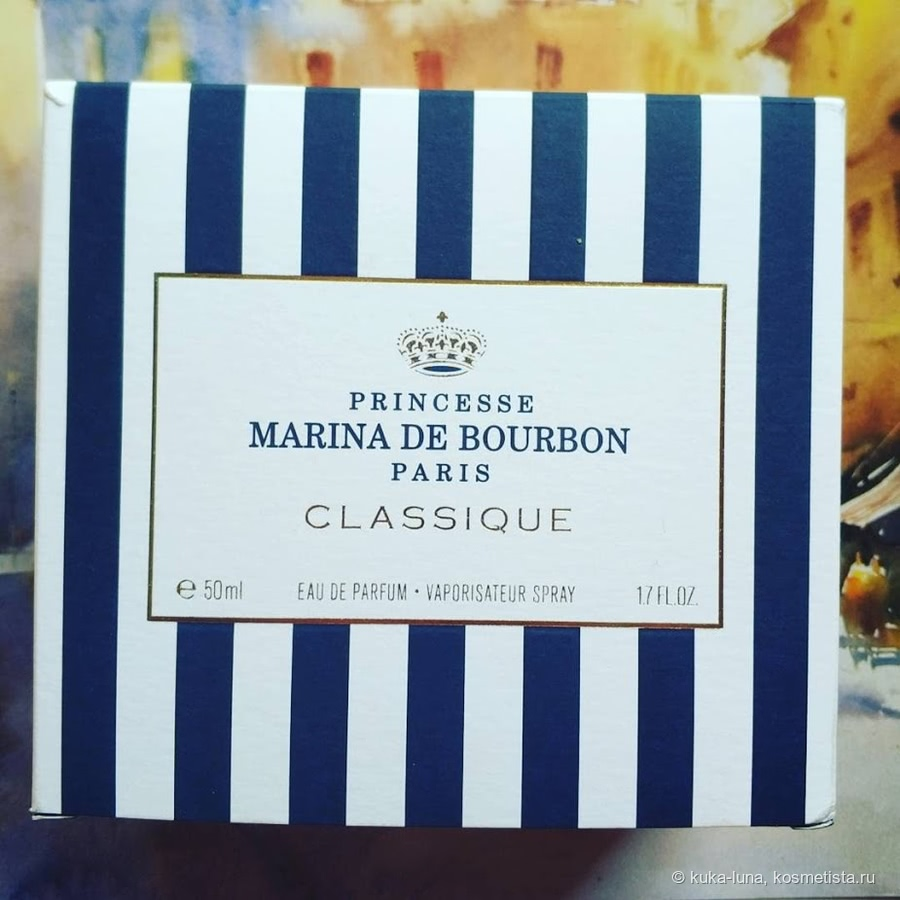 PRINCESSE
MARINA DE BOURBON
PARIS
CLASSIQUE
℮ 50ml EAU DE PARFUM • VAPORISATEUR SPRAY 1.7 FL.OZ.
© kuka-luna, kosmetista.ru